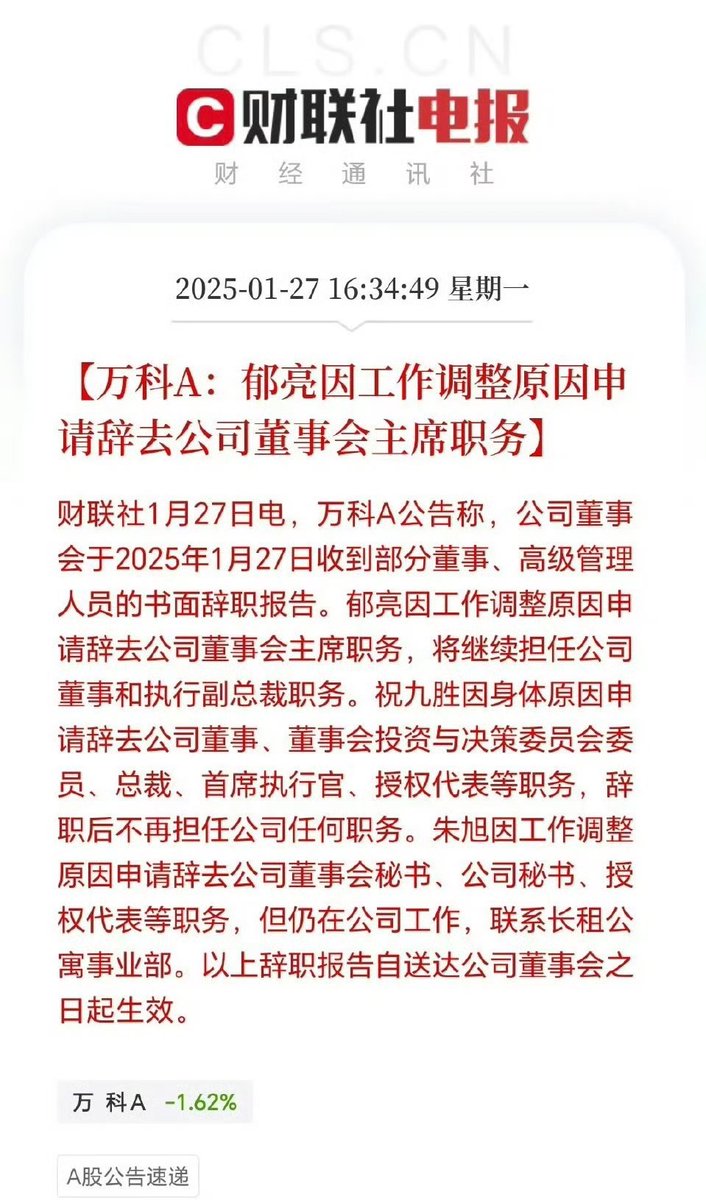 CLS.CN
C 财联社电报
财经通讯社
2025-01-27 16:34:49 星期一
【万科A：郁亮因工作调整原因申
请辞去公司董事会主席职务】
财联社1月27日电，万科A公告称，公司董事
会于2025年1月27日收到部分董事、高级管理
人员的书面辞职报告。郁亮因工作调整原因申
请辞去公司董事会主席职务，将继续担任公司
董事和执行副总裁职务。祝九胜因身体原因申
请辞去公司董事、董事会投资与决策委员会委
员、总裁、首席执行官、授权代表等职务，辞
职后不再担任公司任何职务。朱旭因工作调整
原因申请辞去公司董事会秘书、公司秘书、授
权代表等职务，但仍在公司工作，联系长租公
寓事业部。以上辞职报告自送达公司董事会之
日起生效。
万 科A -1.62%
A股公告速递